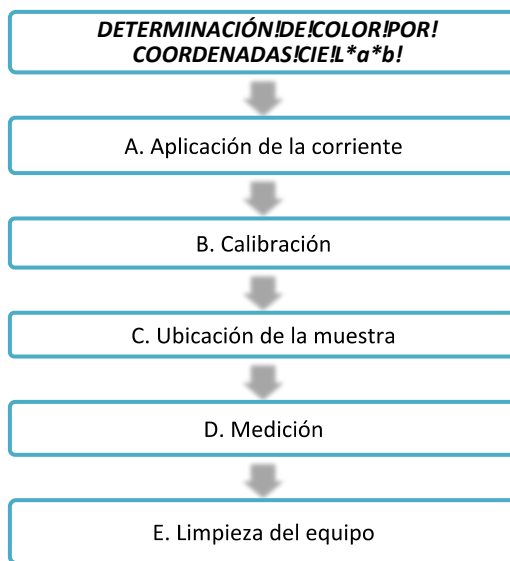 DETERMINACIÓN!DE!COLOR!POR!
COORDENADAS!CIE!L*a*b!
A. Aplicación de la corriente
B. Calibración
C. Ubicación de la muestra
D. Medición
E. Limpieza del equipo